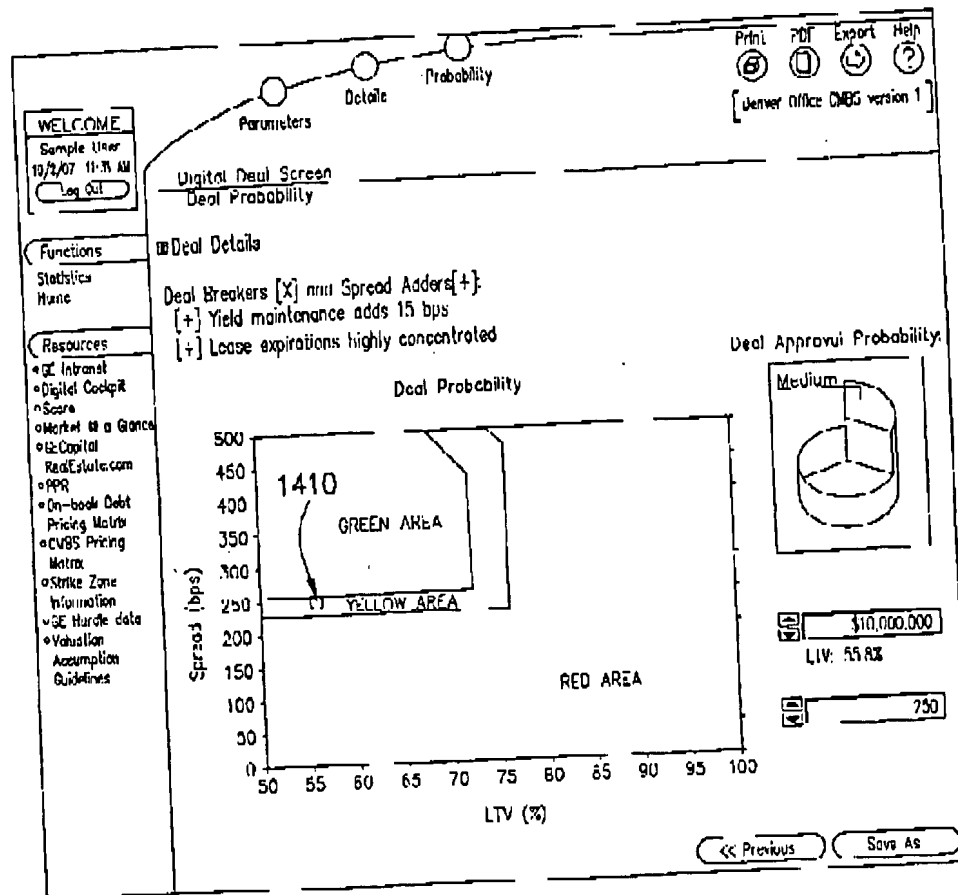 Print PDF Export Help
Parameters
Details
Probability
[Denver Office CMBS version 1]
WELCOME
Sample User
10/2/07 11:35 AM
Log Out
Digital Deal Screen
Deal Probability
Functions
Statistics
Home
Resources
GE Intranet
Digital Cockpit
Score
Market at a Glance
GECapital
RealEstate.com
PPR
On-book Debt
Pricing Matrix
CMBS Pricing
Matrix
Strike Zone
Information
GE Hurdle data
Valuation
Assumption
Guidelines
Deal Details
Deal Breakers [X] and Spread Adders[+]:
[+] Yield maintenance adds 15 bps
[+] Lease expirations highly concentrated
Deal Probability
Spread (bps)
500
450
400
350
300
250
200
150
100
50
0
1410
GREEN AREA
YELLOW AREA
RED AREA
50 55 60 65 70 75 80 85 90 95 100
LTV (%)
Deal Approval Probability:
Medium
$10,000,000
LTV: 55.8%
250
<< Previous
Save As